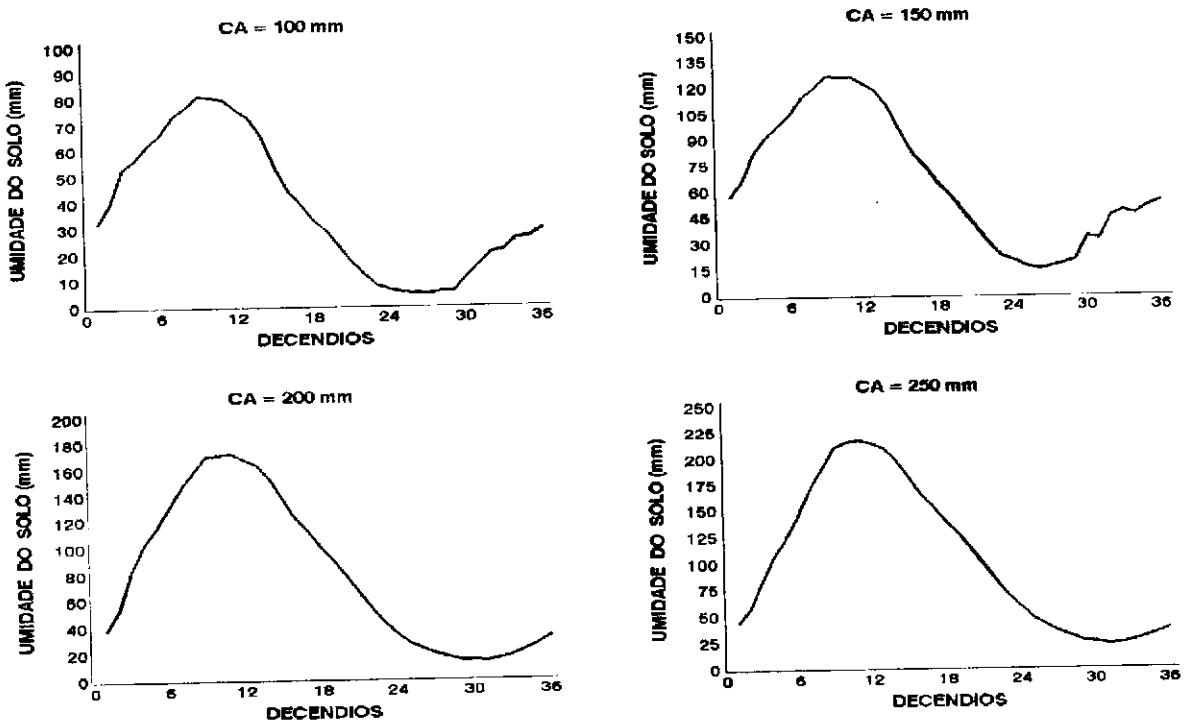 CA = 100 mm
UMIDADE DO SOLO (mm)
100
90
80
70
60
50
40
30
20
10
0
0 6 12 18 24 30 36
DECENDIOS
CA = 150 mm
UMIDADE DO SOLO (mm)
150
135
120
105
90
75
60
45
30
15
0
0 6 12 18 24 30 36
DECENDIOS
CA = 200 mm
UMIDADE DO SOLO (mm)
200
180
160
140
120
100
80
60
40
20
0
0 6 12 18 24 30 36
DECENDIOS
CA = 250 mm
UMIDADE DO SOLO (mm)
250
225
200
175
150
125
100
75
50
25
0
0 6 12 18 24 30 36
DECENDIOS